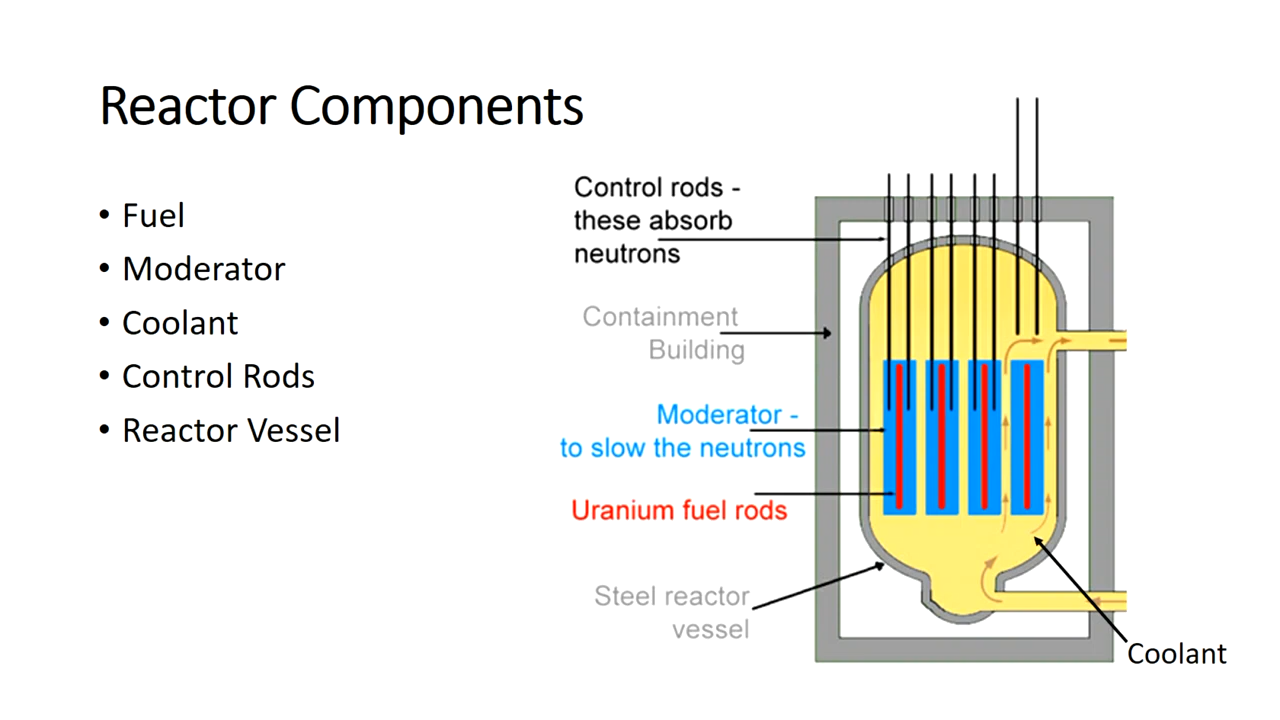 Reactor Components
• Fuel
• Moderator
• Coolant
• Control Rods
• Reactor Vessel
Control rods -
these absorb
neutrons
Containment
Building
Moderator -
to slow the neutrons
Uranium fuel rods
Steel reactor
vessel
Coolant